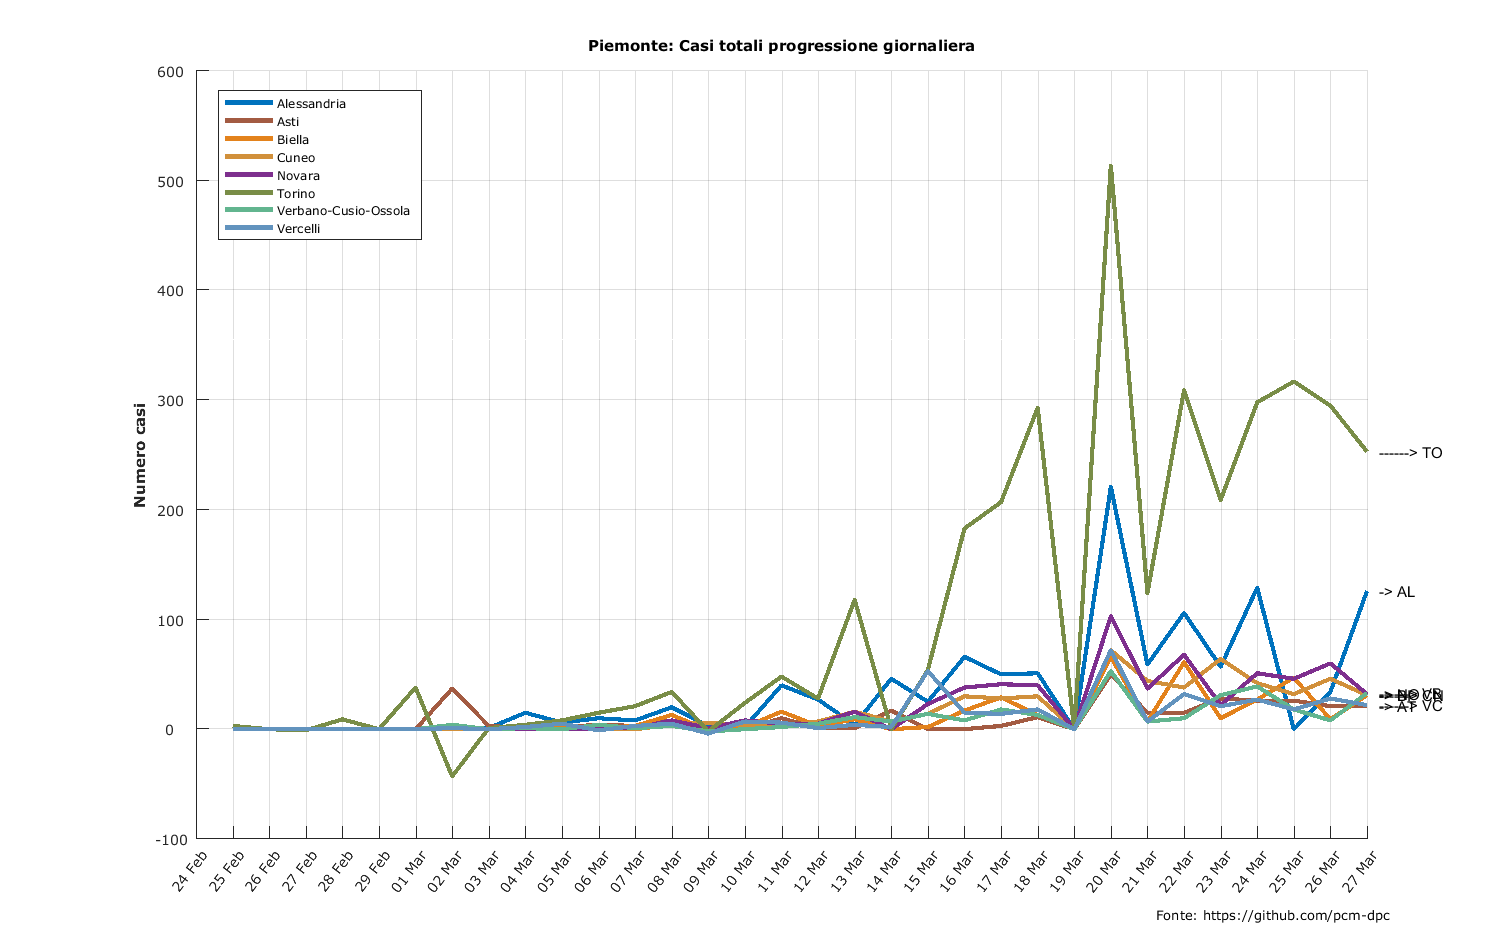 Piemonte: Casi totali progressione giornaliera
600
500
400
300
200
100
0
-100
Numero casi
Alessandria
Asti
Biella
Cuneo
Novara
Torino
Verbano-Cusio-Ossola
Vercelli
------> TO
-> AL
24 Feb
25 Feb
26 Feb
27 Feb
28 Feb
29 Feb
01 Mar
02 Mar
03 Mar
04 Mar
05 Mar
06 Mar
07 Mar
08 Mar
09 Mar
10 Mar
11 Mar
12 Mar
13 Mar
14 Mar
15 Mar
16 Mar
17 Mar
18 Mar
19 Mar
20 Mar
21 Mar
22 Mar
23 Mar
24 Mar
25 Mar
26 Mar
27 Mar
Fonte: https://github.com/pcm-dpc